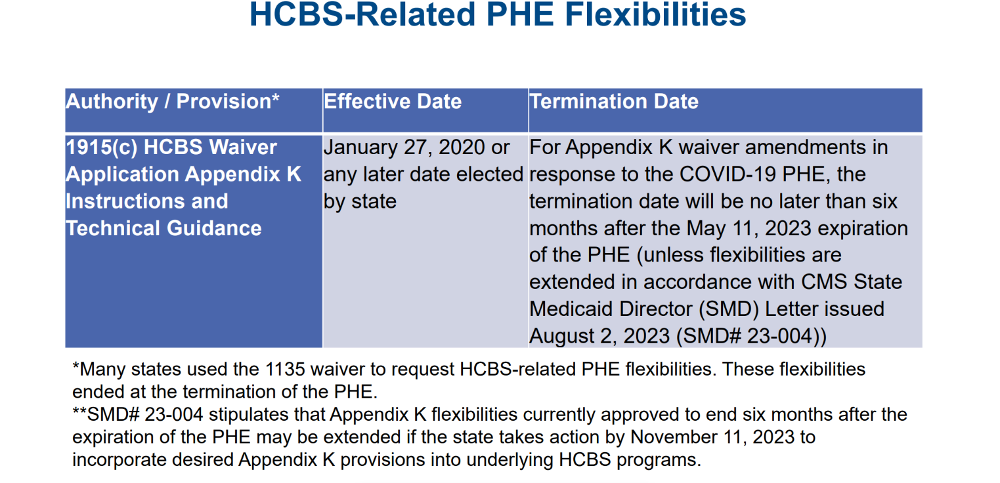 HCBS-Related PHE Flexibilities
Authority / Provision*
Effective Date
Termination Date
1915(c) HCBS Waiver
Application Appendix K
Instructions and
Technical Guidance
January 27, 2020 or
any later date elected
by state
For Appendix K waiver amendments in
response to the COVID-19 PHE, the
termination date will be no later than six
months after the May 11, 2023 expiration
of the PHE (unless flexibilities are
extended in accordance with CMS State
Medicaid Director (SMD) Letter issued
August 2, 2023 (SMD# 23-004))
*Many states used the 1135 waiver to request HCBS-related PHE flexibilities. These flexibilities
ended at the termination of the PHE.
**SMD# 23-004 stipulates that Appendix K flexibilities currently approved to end six months after the
expiration of the PHE may be extended if the state takes action by November 11, 2023 to
incorporate desired Appendix K provisions into underlying HCBS programs.